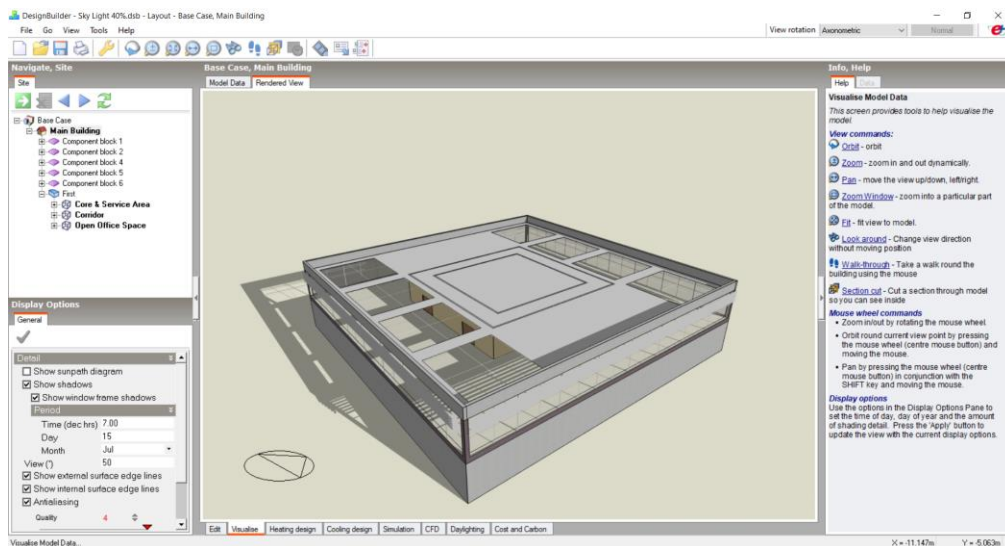 DesignBuilder - Sky Light 40%.dsb - Layout - Base Case, Main Building
File Go View Tools Help
View rotation Axonometric Normal
Navigate, Site
Site
Base Case
Main Building
Component block 1
Component block 2
Component block 4
Component block 5
Component block 6
First
Core & Service Area
Corridor
Open Office Space
Display Options
General
Detail
Show sunpath diagram
Show shadows
Show window frame shadows
Period
Time (dec hrs) 7.00
Day 15
Month Jul
View (°) 50
Show external surface edge lines
Show internal surface edge lines
Antialiasing
Quality 4
Base Case, Main Building
Model Data Rendered View
Edit Visualise Heating design Cooling design Simulation CFD Daylighting Cost and Carbon
Info, Help
Help Data
Visualise Model Data
This screen provides tools to help visualise the
model.
View commands:
Orbit - orbit
Zoom - zoom in and out dynamically.
Pan - move the view up/down, left/right.
Zoom Window - zoom into a particular part
of the model.
Fit - fit view to model.
Look around - Change view direction
without moving position
Walk-through - Take a walk round the
building using the mouse
Section cut - Cut a section through model
so you can see inside
Mouse wheel commands
• Zoom in/out by rotating the mouse wheel.
• Orbit round current view point by pressing
the mouse wheel (centre mouse button) and
moving the mouse.
• Pan by pressing the mouse wheel (centre
mouse button) in conjunction with the
SHIFT key and moving the mouse.
Display options
Use the options in the Display Options Pane to
set the time of day, day of year and the amount
of shading detail. Press the 'Apply' button to
update the view with the current display options.
Visualise Model Data...
X = -11.147m Y = -5.063m